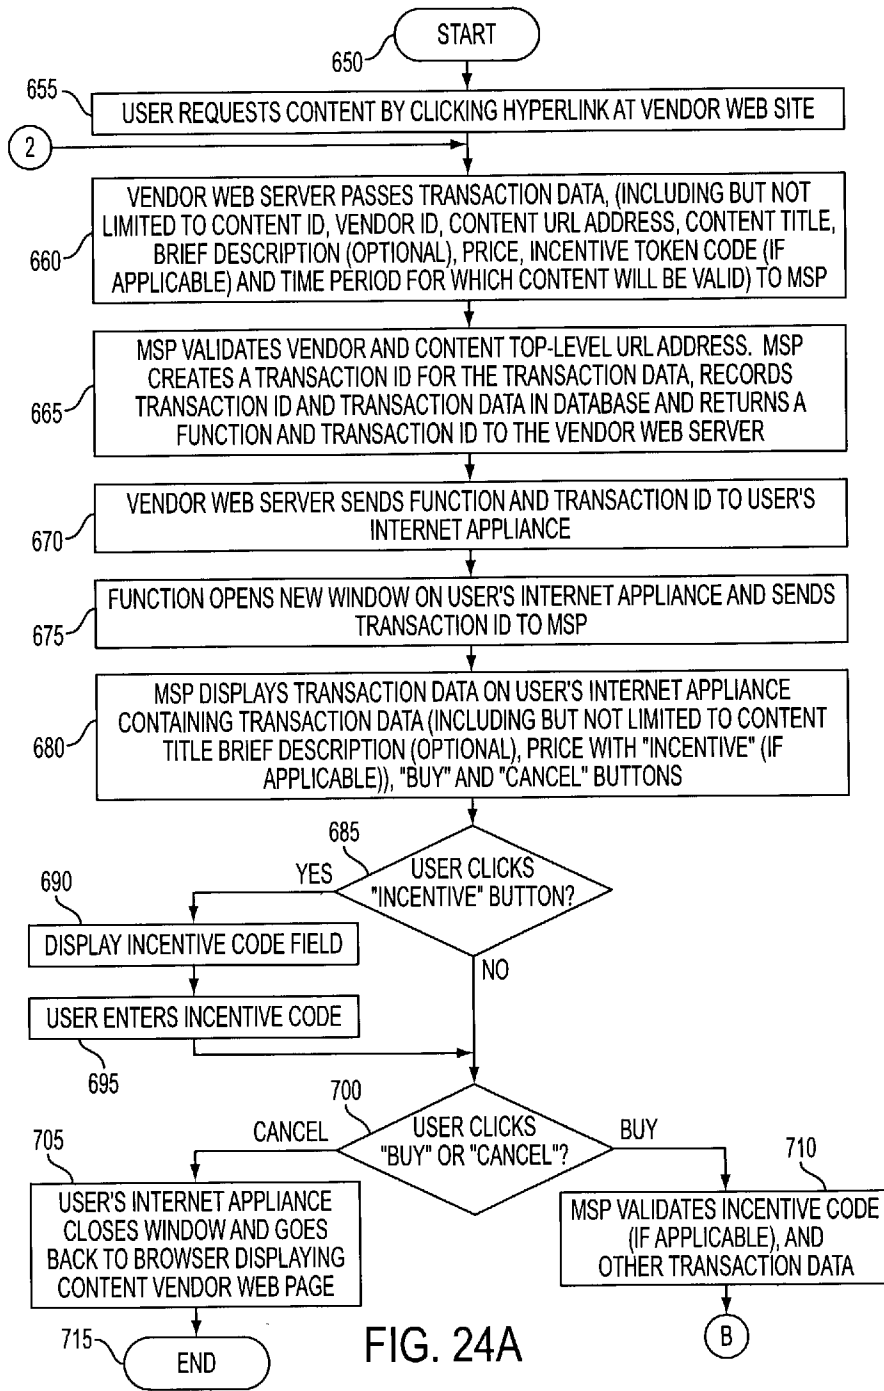 START
650
655
USER REQUESTS CONTENT BY CLICKING HYPERLINK AT VENDOR WEB SITE
2
VENDOR WEB SERVER PASSES TRANSACTION DATA, (INCLUDING BUT NOT
LIMITED TO CONTENT ID, VENDOR ID, CONTENT URL ADDRESS, CONTENT TITLE,
BRIEF DESCRIPTION (OPTIONAL), PRICE, INCENTIVE TOKEN CODE (IF
APPLICABLE) AND TIME PERIOD FOR WHICH CONTENT WILL BE VALID) TO MSP
660
MSP VALIDATES VENDOR AND CONTENT TOP-LEVEL URL ADDRESS. MSP
CREATES A TRANSACTION ID FOR THE TRANSACTION DATA, RECORDS
TRANSACTION ID AND TRANSACTION DATA IN DATABASE AND RETURNS A
FUNCTION AND TRANSACTION ID TO THE VENDOR WEB SERVER
665
VENDOR WEB SERVER SENDS FUNCTION AND TRANSACTION ID TO USER'S
INTERNET APPLIANCE
670
FUNCTION OPENS NEW WINDOW ON USER'S INTERNET APPLIANCE AND SENDS
TRANSACTION ID TO MSP
675
MSP DISPLAYS TRANSACTION DATA ON USER'S INTERNET APPLIANCE
CONTAINING TRANSACTION DATA (INCLUDING BUT NOT LIMITED TO CONTENT
TITLE BRIEF DESCRIPTION (OPTIONAL), PRICE WITH "INCENTIVE" (IF
APPLICABLE)), "BUY" AND "CANCEL" BUTTONS
680
685
USER CLICKS
"INCENTIVE" BUTTON?
YES
NO
690
DISPLAY INCENTIVE CODE FIELD
USER ENTERS INCENTIVE CODE
695
700
USER CLICKS
"BUY" OR "CANCEL"?
CANCEL
BUY
705
USER'S INTERNET APPLIANCE
CLOSES WINDOW AND GOES
BACK TO BROWSER DISPLAYING
CONTENT VENDOR WEB PAGE
710
MSP VALIDATES INCENTIVE CODE
(IF APPLICABLE), AND
OTHER TRANSACTION DATA
B
715
END
FIG. 24A